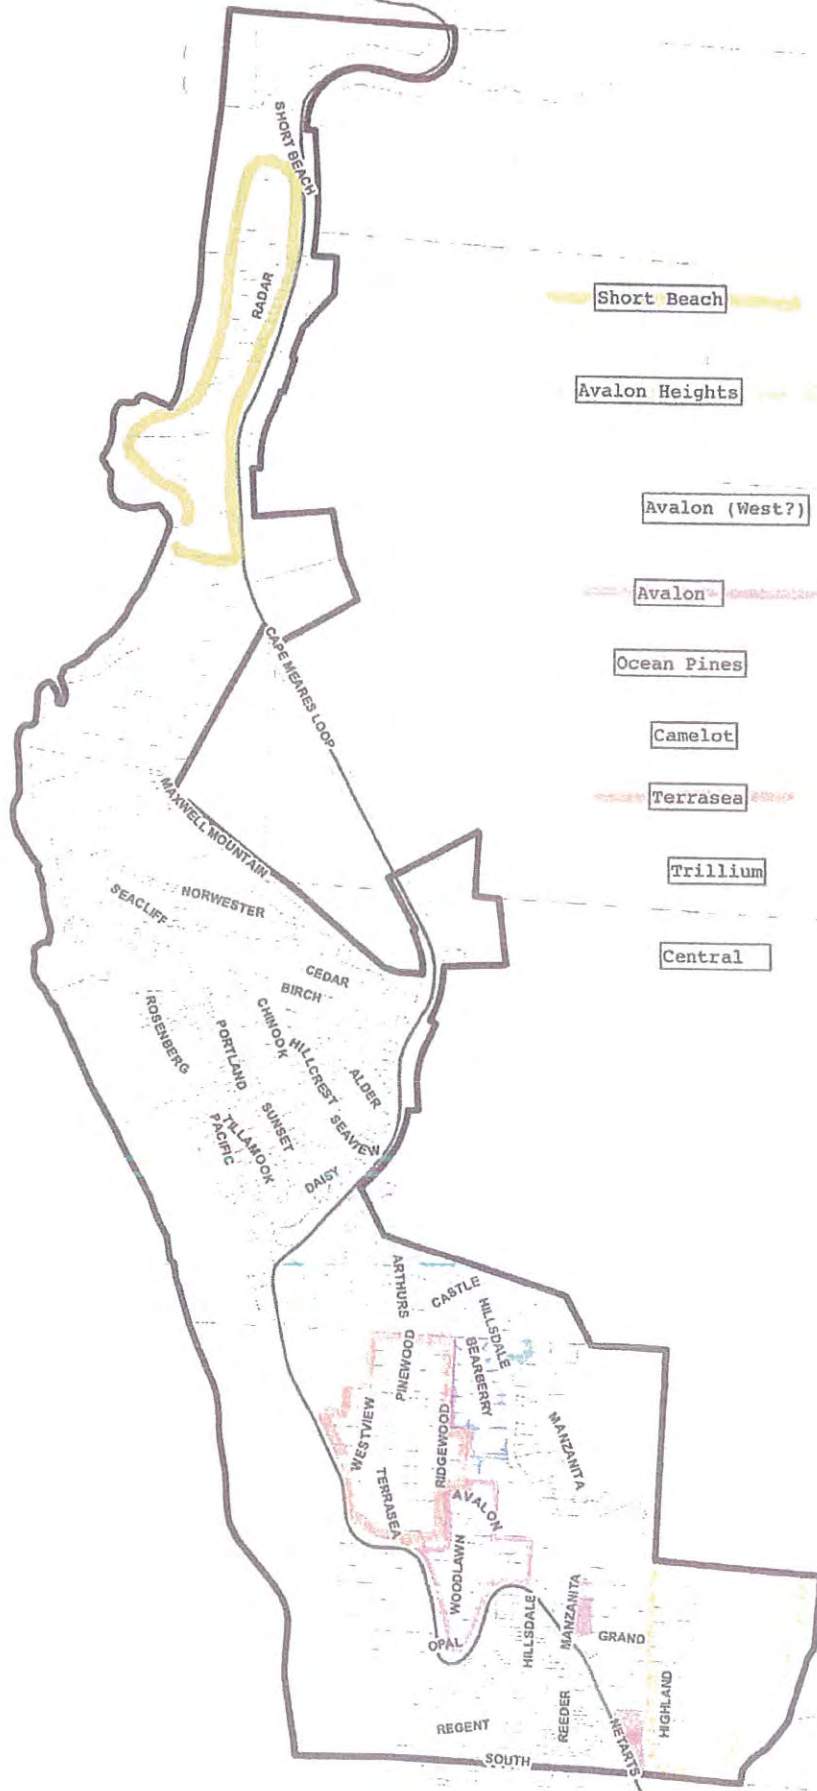 SHORT BEACH
RADAR
Short Beach
Avalon Heights
Avalon (West?)
Avalon
CAPE MEARES LOOP
Ocean Pines
Camelot
MAXWELL MOUNTAIN
Terrasea
Trillium
SEACLIFF
NORWESTER
Central
CEDAR
BIRCH
ROSENBERG
PORTLAND
CHINOOK
HILLCREST
ALDER
SUNSET
SEAVIEW
TILLAMOOK
PACIFIC
DAISY
ARTHURS
CASTLE
HILLSDALE
PINEWOOD
BEARBERRY
WESTVIEW
RIDGEWOOD
MANZANITA
TERRASEA
AVALON
WOODLAWN
MANZANITA
HILLSDALE
OPAL
GRAND
REGENT
REEDER
HIGHLAND
NETARTS
SOUTH